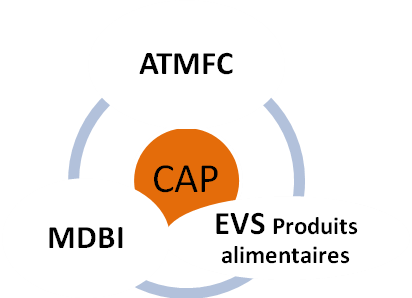 ATMFC
CAP
MDBI
EVS Produits
alimentaires